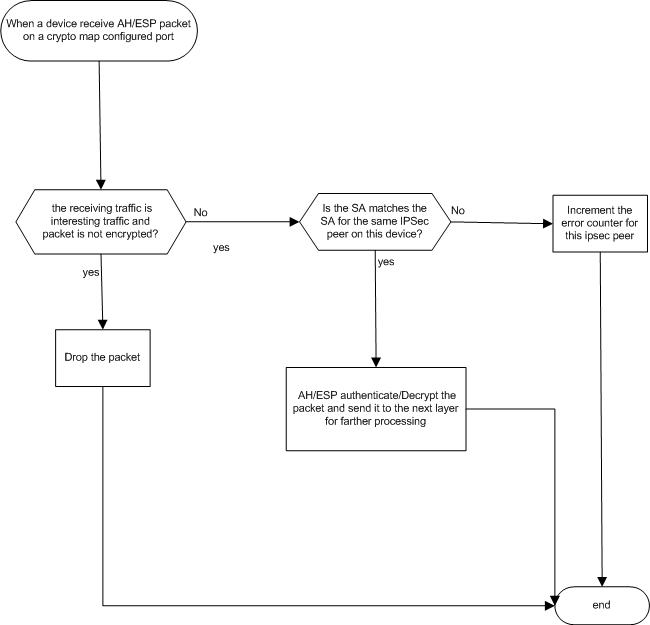 When a device receive AH/ESP packet
on a crypto map configured port
the receiving traffic is
interesting traffic and
packet is not encrypted?
No
yes
Is the SA matches the
SA for the same IPSec
peer on this device?
No
Increment the
error counter for
this ipsec peer
yes
yes
Drop the packet
AH/ESP authenticate/Decrypt the
packet and send it to the next layer
for farther processing
end